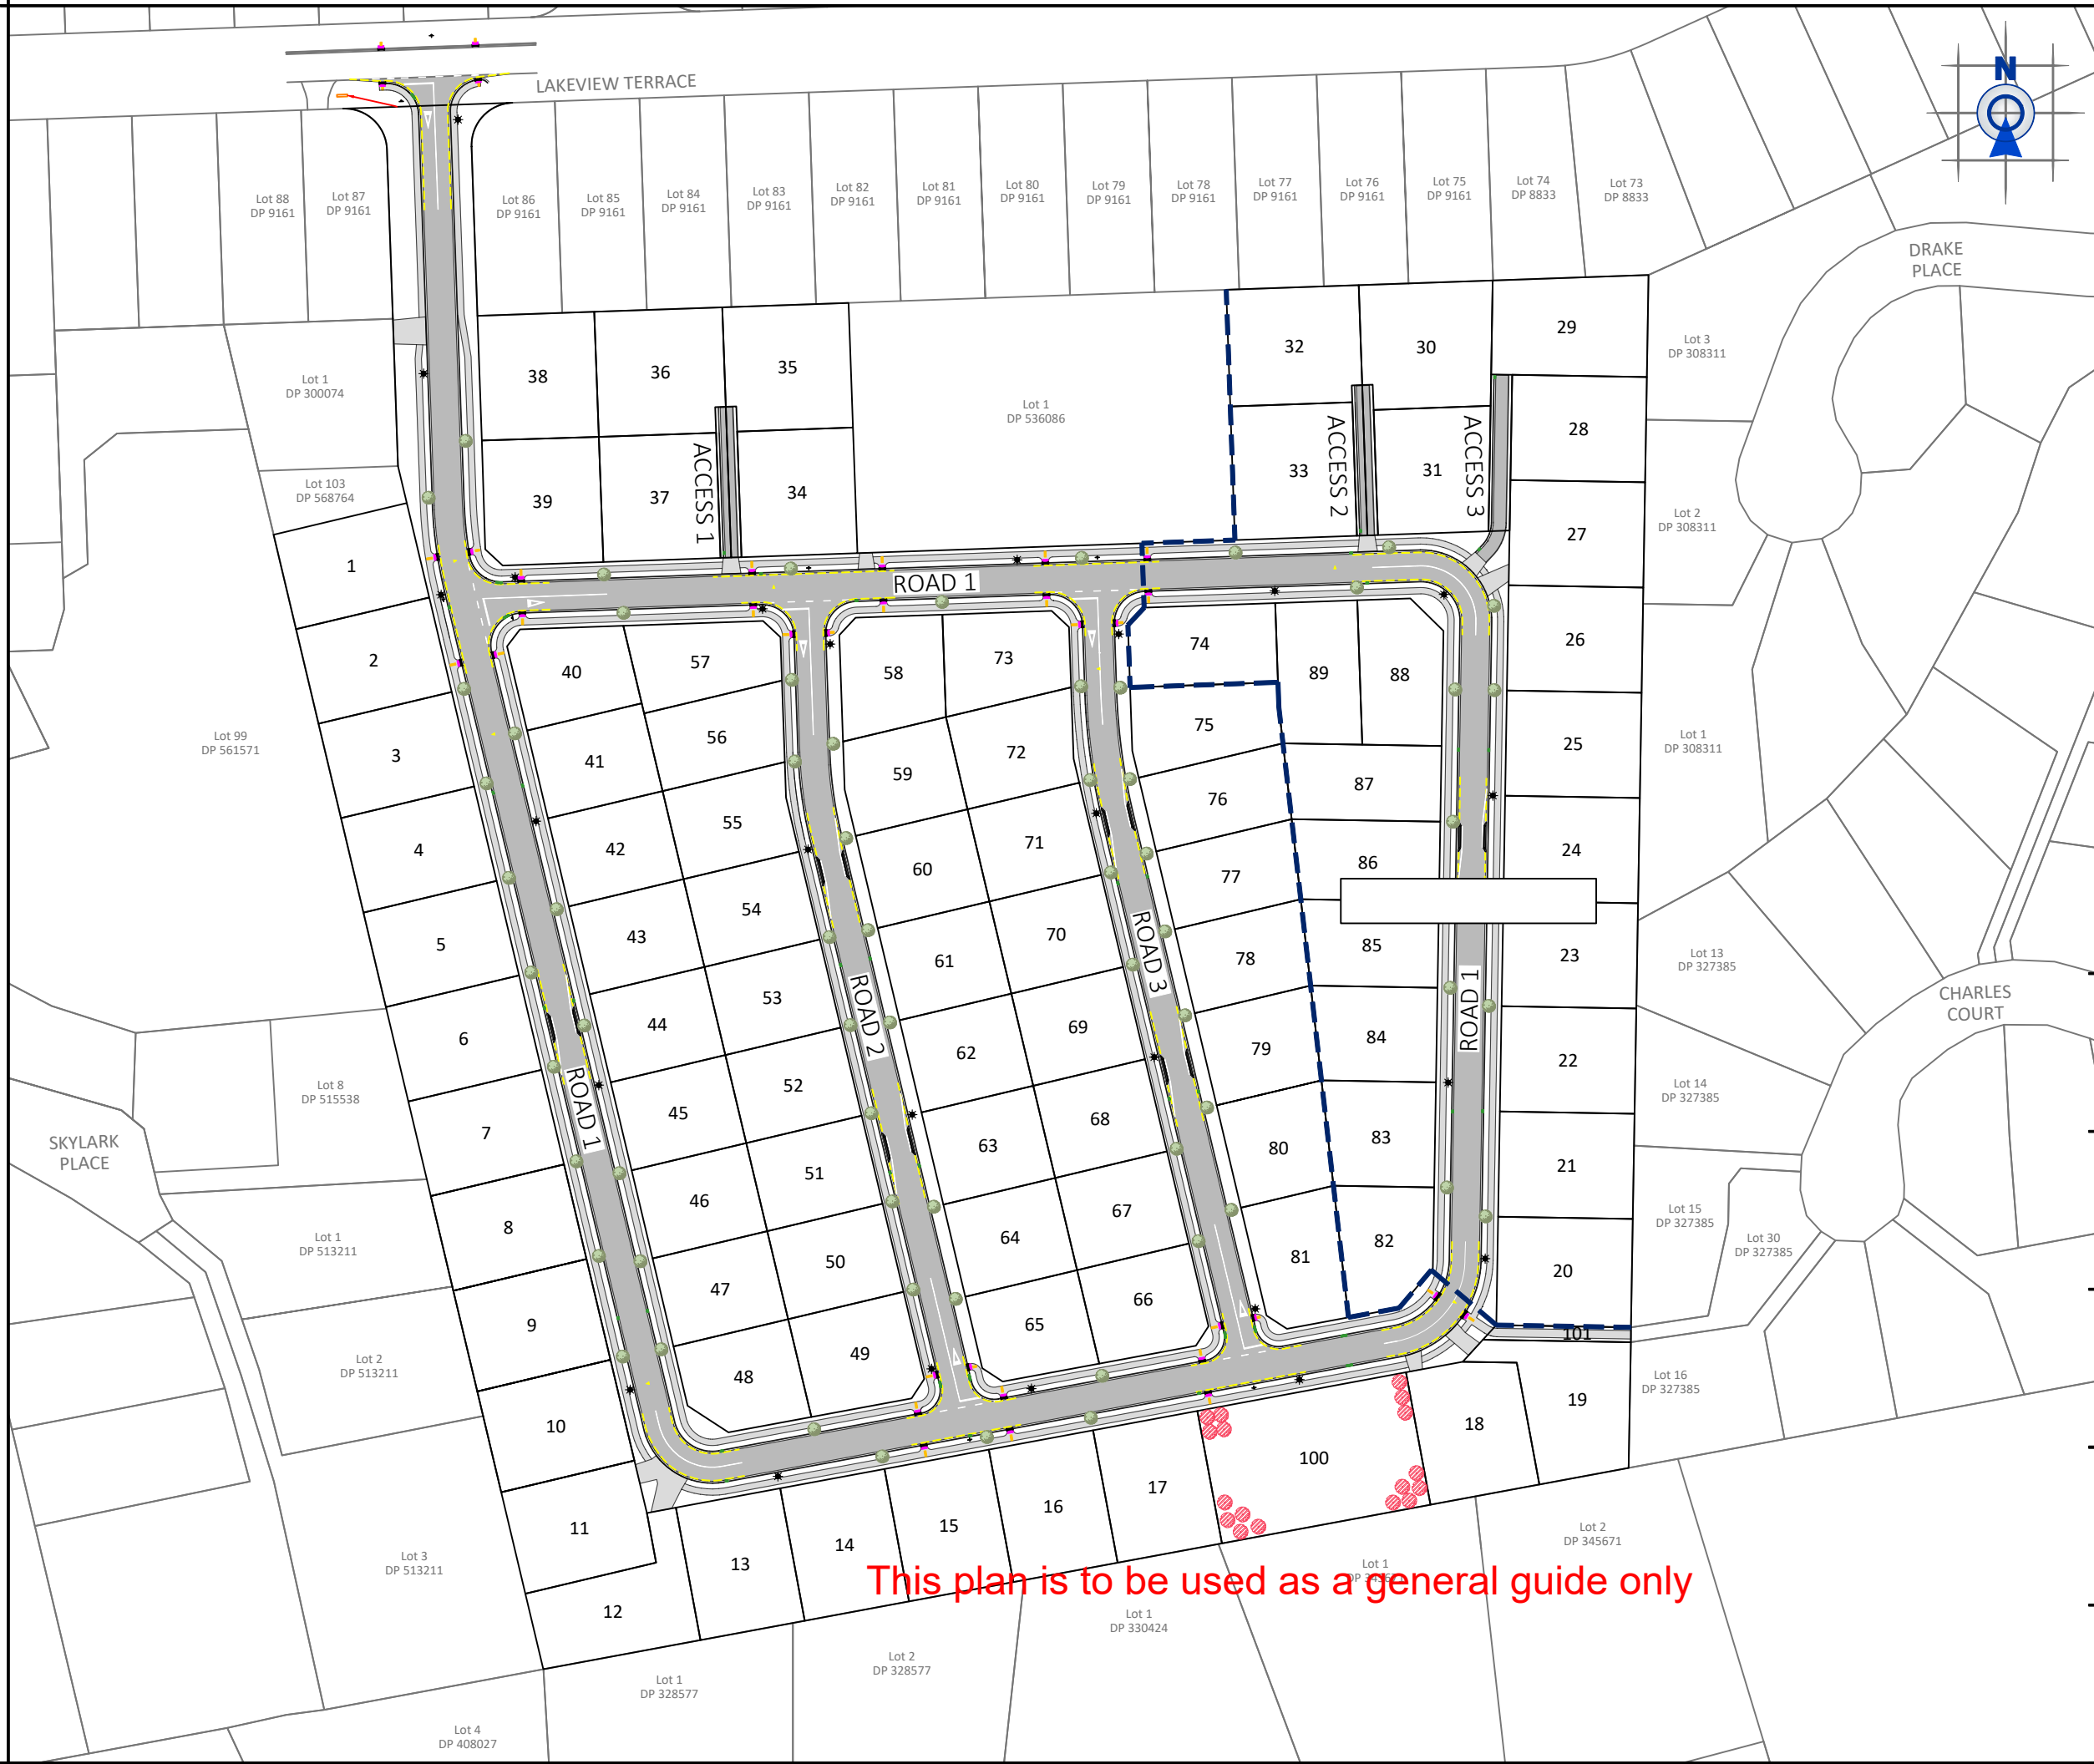 LAKEVIEW TERRACE
N
Lot 88
DP 9161
Lot 87
DP 9161
Lot 86
DP 9161
Lot 85
DP 9161
Lot 84
DP 9161
Lot 83
DP 9161
Lot 82
DP 9161
Lot 81
DP 9161
Lot 80
DP 9161
Lot 79
DP 9161
Lot 78
DP 9161
Lot 77
DP 9161
Lot 76
DP 9161
Lot 75
DP 9161
Lot 74
DP 8833
Lot 73
DP 8833
DRAKE
PLACE
Lot 1
DP 300074
38
36
35
Lot 1
DP 536086
32
30
29
Lot 3
DP 308311
28
Lot 103
DP 568764
39
37
ACCESS 1
34
33
ACCESS 2
31
ACCESS 3
27
Lot 2
DP 308311
1
ROAD 1
2
40
57
58
73
74
89
88
26
Lot 99
DP 561571
3
41
56
59
72
75
25
Lot 1
DP 308311
4
42
55
60
71
76
87
24
5
43
54
61
70
ROAD 3
77
86
23
Lot 13
DP 327385
6
44
53
ROAD 2
62
69
78
85
ROAD 1
22
CHARLES
COURT
Lot 8
DP 515538
7
ROAD 1
45
52
63
68
79
84
21
Lot 14
DP 327385
SKYLARK
PLACE
8
46
51
64
67
80
83
20
Lot 15
DP 327385
Lot 30
DP 327385
Lot 1
DP 513211
9
47
50
65
66
81
82
101
Lot 2
DP 513211
10
48
49
100
18
19
Lot 16
DP 327385
Lot 3
DP 513211
11
12
13
14
15
16
17
Lot 1
Lot 2
DP 345671
This plan is to be used as a general guide only
Lot 1
DP 330424
Lot 2
DP 328577
Lot 1
DP 328577
Lot 4
DP 408027